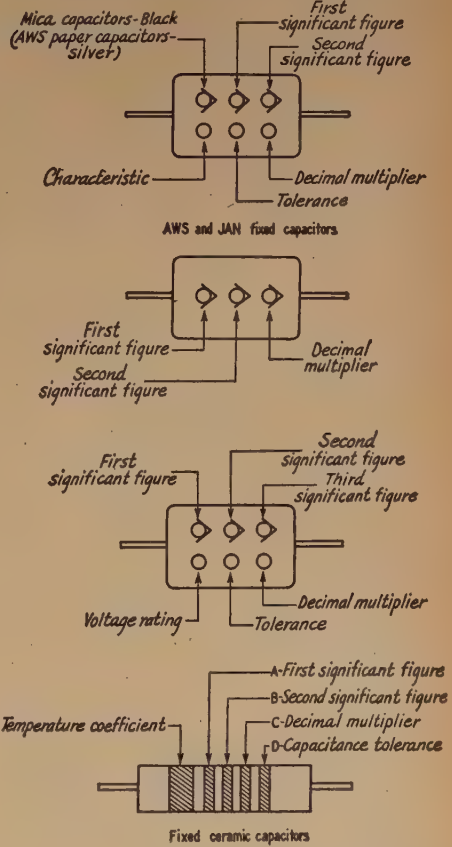 Mica capacitors-Black
(AWS paper capacitors-
silver)
First
significant figure
Second
significant figure
Characteristic
Decimal multiplier
Tolerance
AWS and JAN fixed capacitors
First
significant figure
Second
significant figure
Decimal
multiplier
First
significant figure
Second
significant figure
Third
significant figure
Voltage rating
Tolerance
Decimal multiplier
Temperature coefficient
A-First significant figure
B-Second significant figure
C-Decimal multiplier
D-Capacitance tolerance
Fixed ceramic capacitors